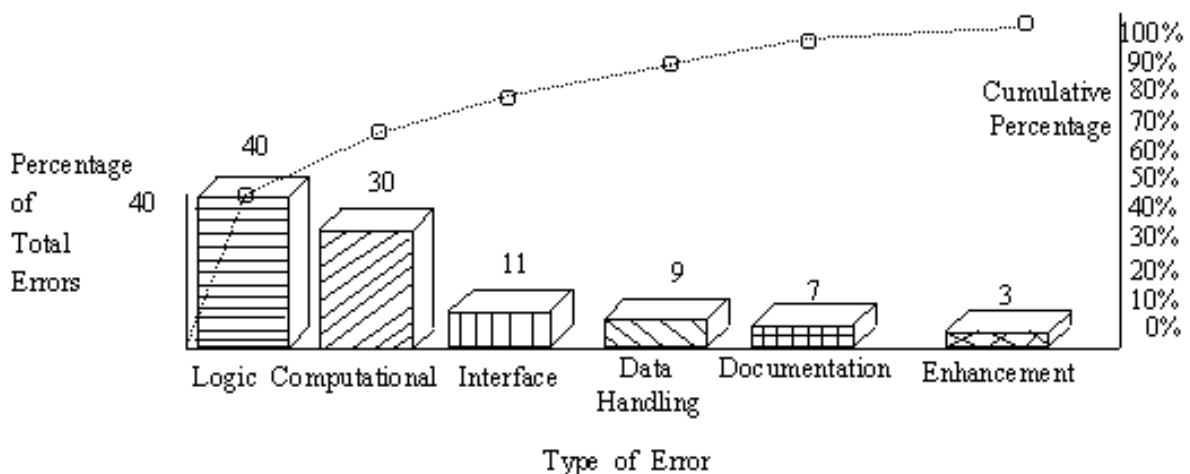 Percentage
of 40
Total
Errors
40
30
11
9
7
3
Cumulative
Percentage
100%
90%
80%
70%
60%
50%
40%
30%
20%
10%
0%
Logic Computational Interface Data Documentation Enhancement
Handling
Type of Error